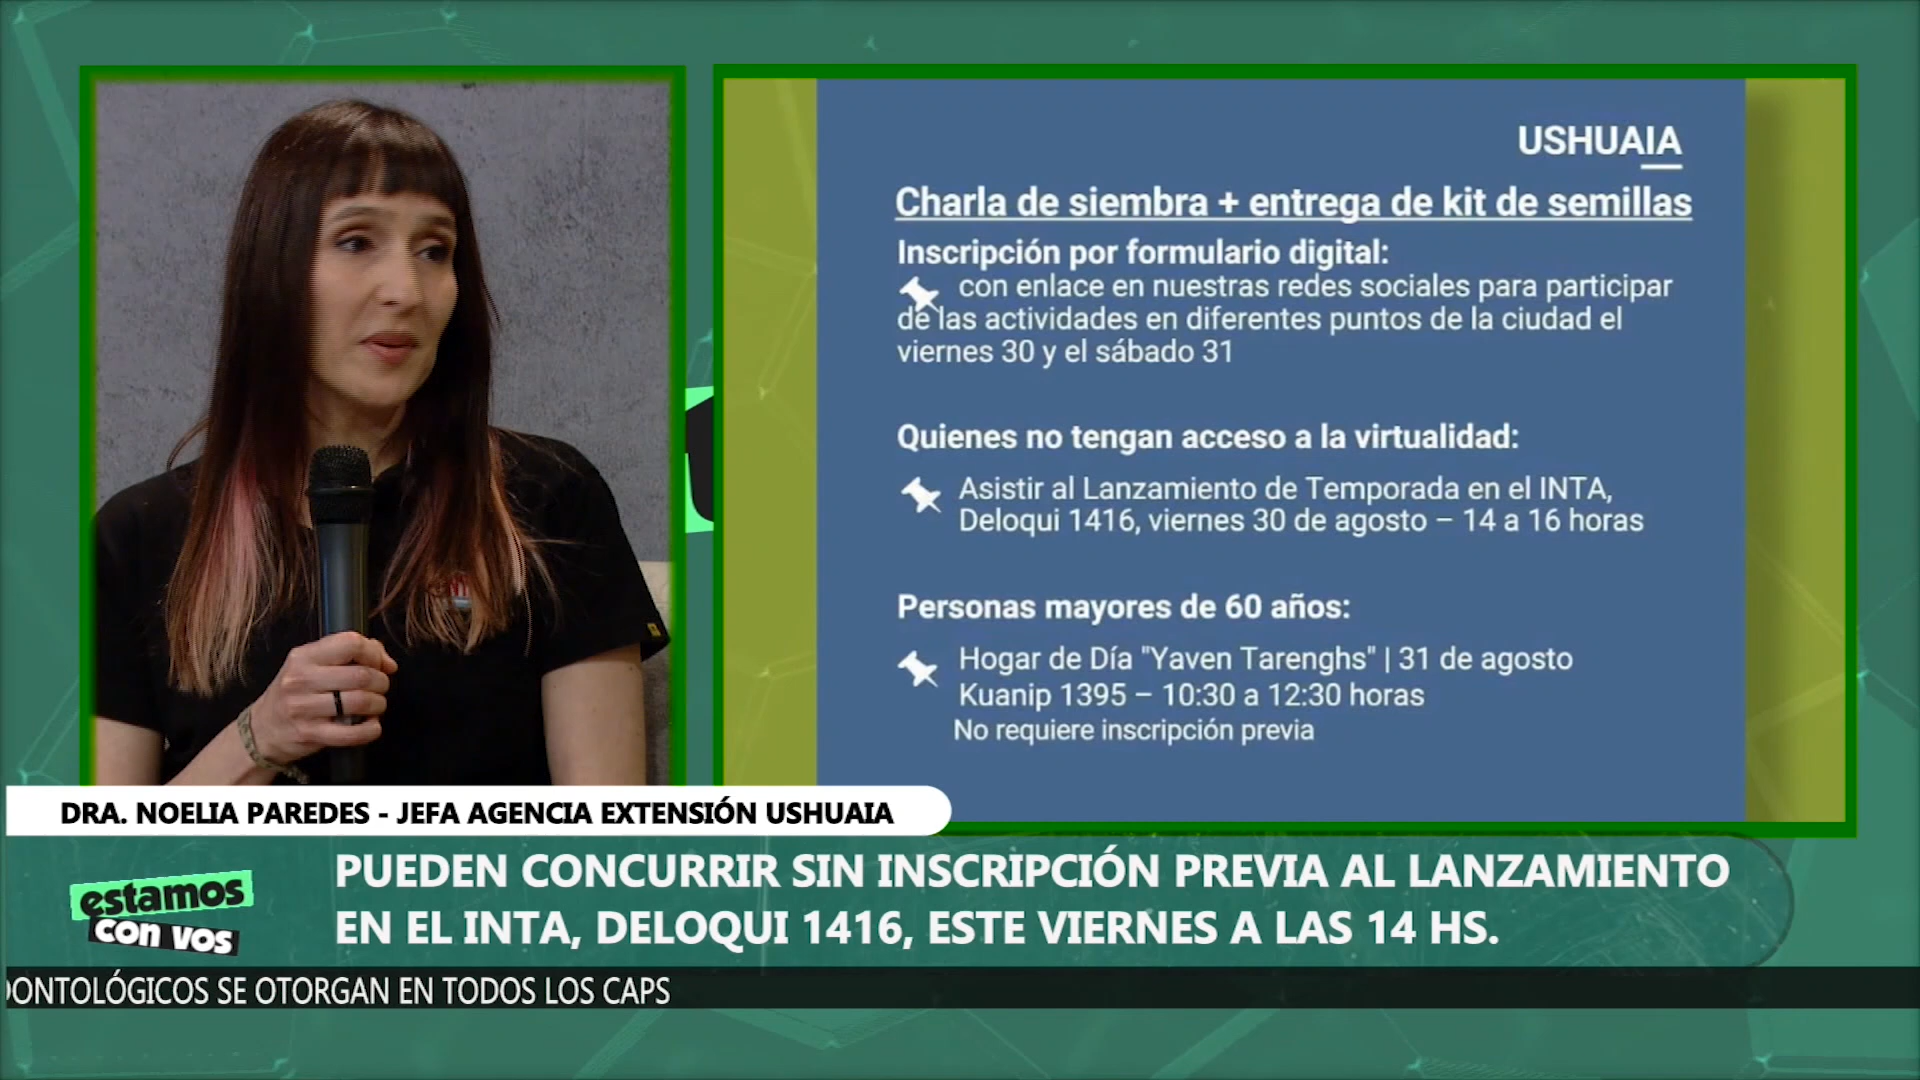 USHUAIA
Charla de siembra + entrega de kit de semillas
Inscripción por formulario digital:
con enlace en nuestras redes sociales para participar
de las actividades en diferentes puntos de la ciudad el
viernes 30 y el sábado 31
Quienes no tengan acceso a la virtualidad:
Asistir al Lanzamiento de Temporada en el INTA,
Deloqui 1416, viernes 30 de agosto – 14 a 16 horas
Personas mayores de 60 años:
Hogar de Día "Yaven Tarenghs" | 31 de agosto
Kuanip 1395 – 10:30 a 12:30 horas
No requiere inscripción previa
DRA. NOELIA PAREDES - JEFA AGENCIA EXTENSIÓN USHUAIA
estamos
con vos
PUEDEN CONCURRIR SIN INSCRIPCIÓN PREVIA AL LANZAMIENTO
EN EL INTA, DELOQUI 1416, ESTE VIERNES A LAS 14 HS.
DONTOLÓGICOS SE OTORGAN EN TODOS LOS CAPS